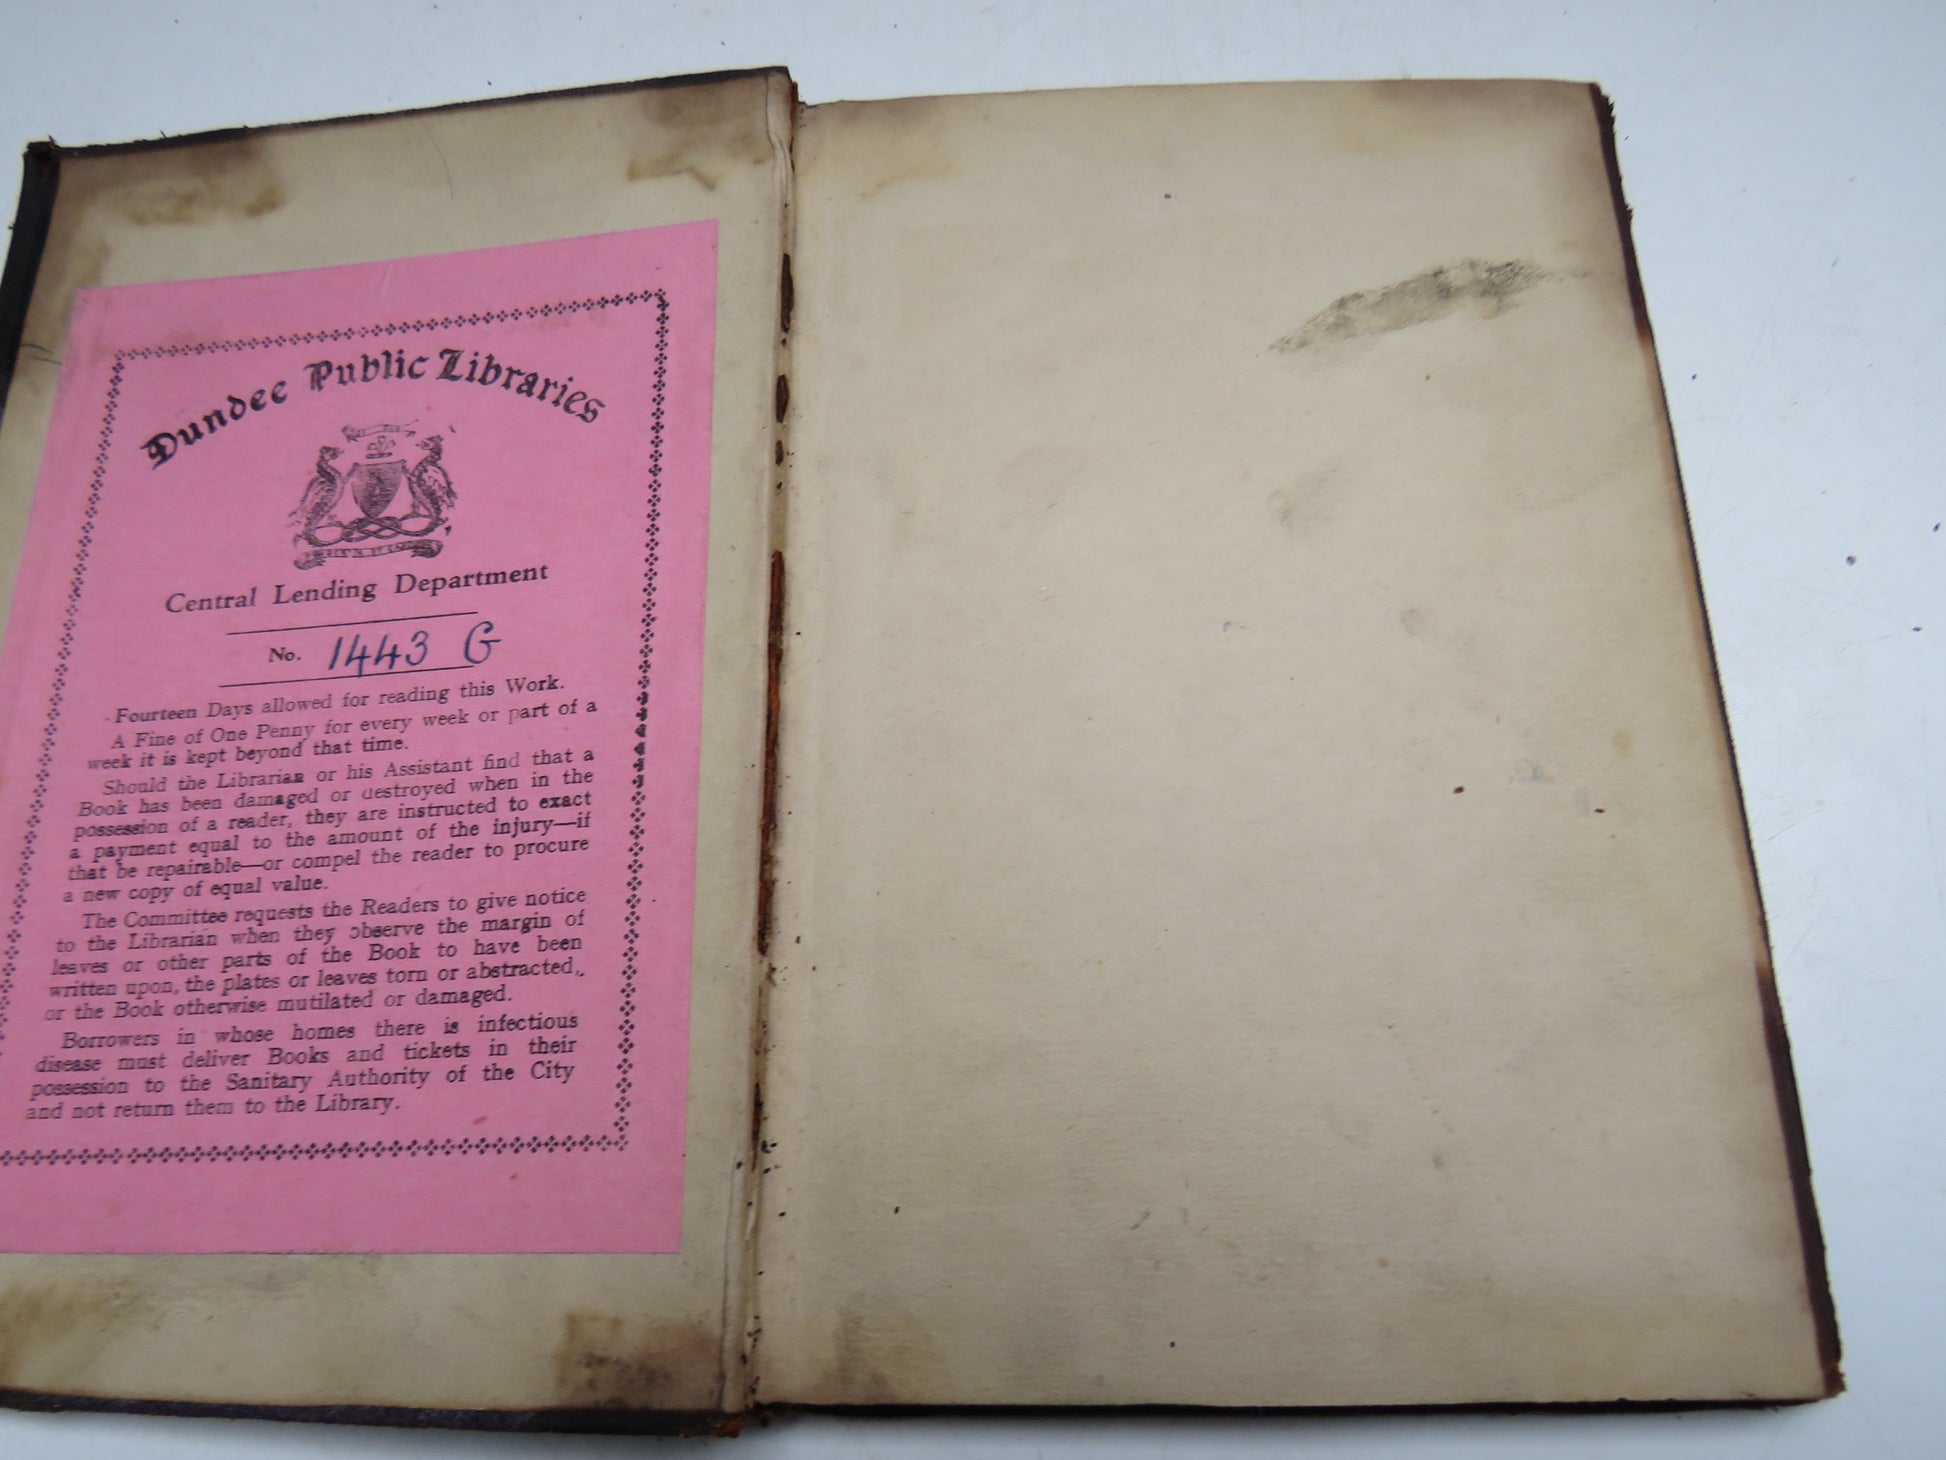 Dundee Public Libraries
Central Lending Department
No. 1443 G
Fourteen Days allowed for reading this Work.
A Fine of One Penny for every week or part of a
week it is kept beyond that time.
Should the Librarian or his Assistant find that a
Book has been damaged or destroyed when in the
possession of a reader, they are instructed to exact
a payment equal to the amount of the injury—if
that be repairable—or compel the reader to procure
a new copy of equal value.
The Committee requests the Readers to give notice
to the Librarian when they observe the margin of
leaves or other parts of the Book to have been
written upon, the plates or leaves torn or abstracted,
or the Book otherwise mutilated or damaged.
Borrowers in whose homes there is infectious
disease must deliver Books and tickets in their
possession to the Sanitary Authority of the City
and not return them to the Library.